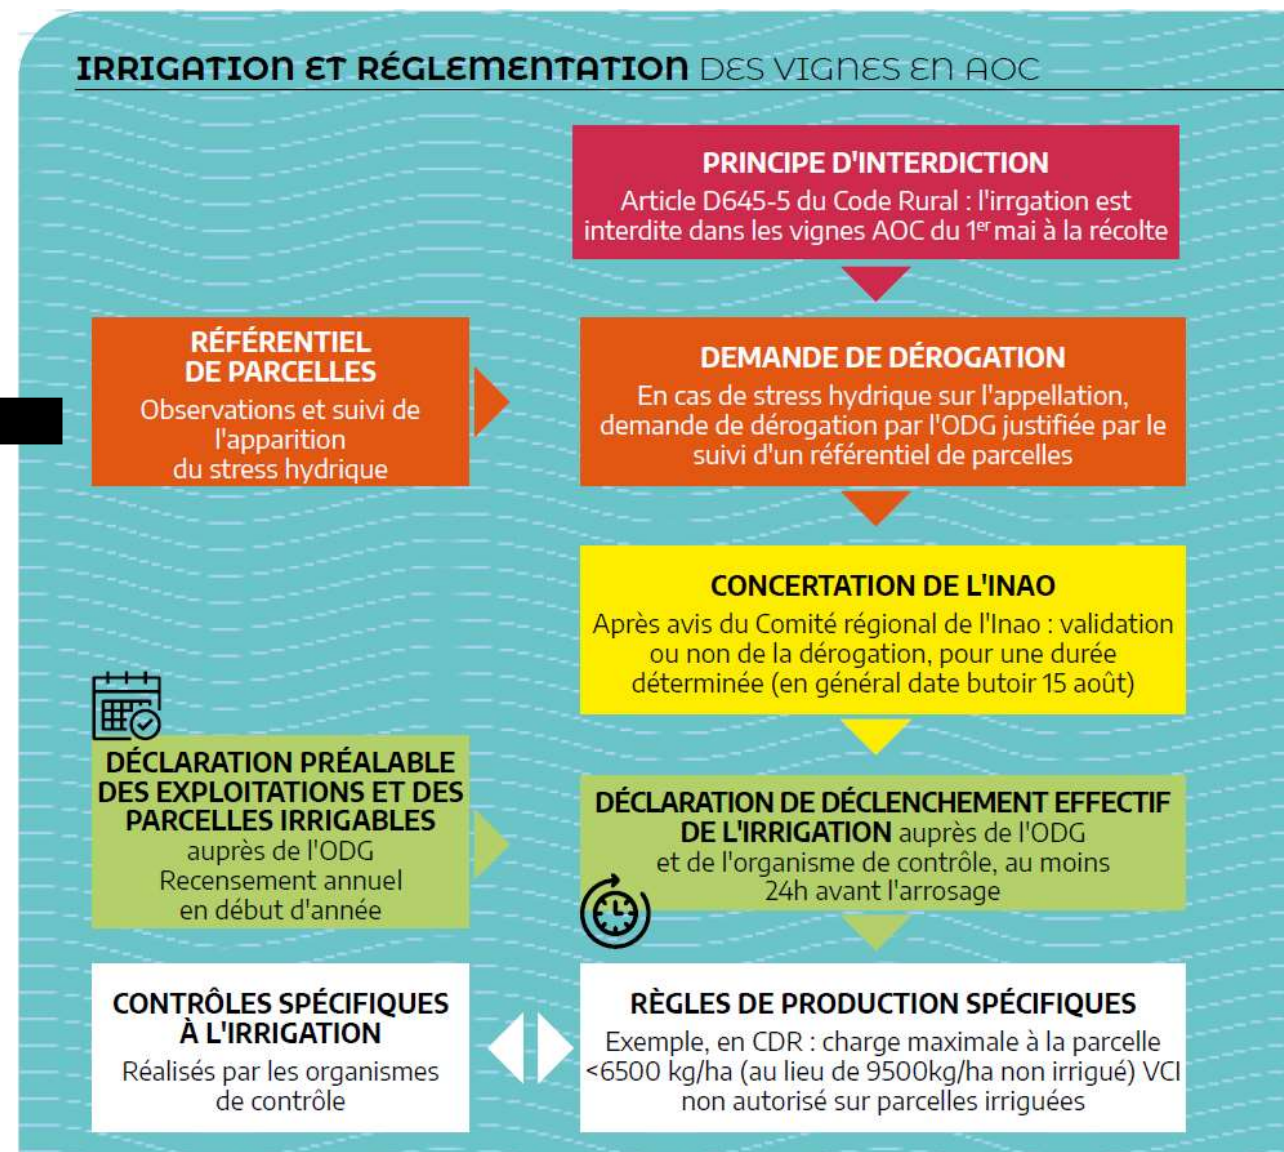 IRRIGATION ET RÉGLEMENTATION DES VIGNES EN AOC
PRINCIPE D'INTERDICTION
Article D645-5 du Code Rural : l'irrgation est
interdite dans les vignes AOC du 1er mai à la récolte
RÉFÉRENTIEL
DE PARCELLES
Observations et suivi de
l'apparition
du stress hydrique
DEMANDE DE DÉROGATION
En cas de stress hydrique sur l'appellation,
demande de dérogation par l'ODG justifiée par le
suivi d'un référentiel de parcelles
CONCERTATION DE L'INAO
Après avis du Comité régional de l'Inao : validation
ou non de la dérogation, pour une durée
déterminée (en général date butoir 15 août)
DÉCLARATION PRÉALABLE
DES EXPLOITATIONS ET DES
PARCELLES IRRIGABLES
auprès de l'ODG
Recensement annuel
en début d'année
DÉCLARATION DE DÉCLENCHEMENT EFFECTIF
DE L'IRRIGATION auprès de l'ODG
et de l'organisme de contrôle, au moins
24h avant l'arrosage
CONTRÔLES SPÉCIFIQUES
À L'IRRIGATION
Réalisés par les organismes
de contrôle
RÈGLES DE PRODUCTION SPÉCIFIQUES
Exemple, en CDR : charge maximale à la parcelle
<6500 kg/ha (au lieu de 9500kg/ha non irrigué) VCI
non autorisé sur parcelles irriguées